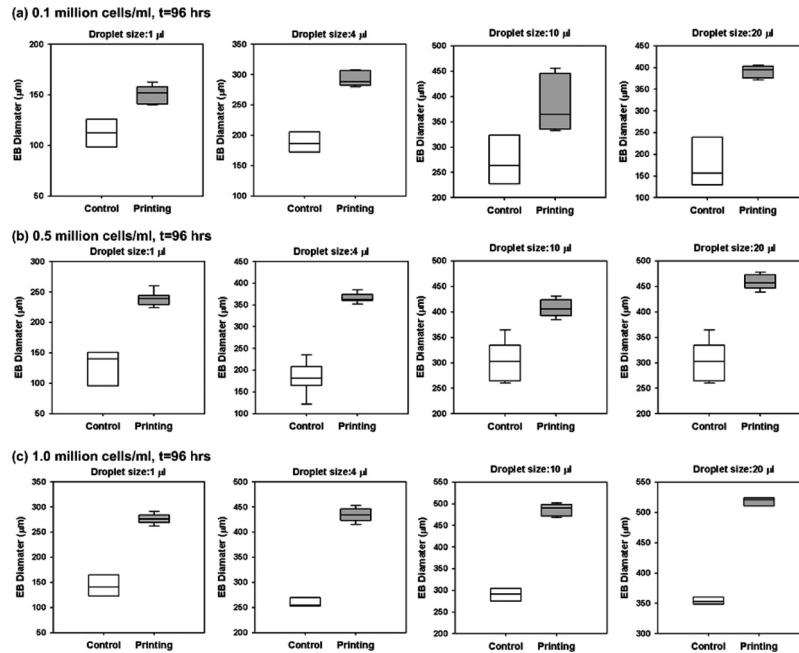 (a) 0.1 million cells/ml, t=96 hrs
Droplet size:1 μl
Droplet size:4 μl
Droplet size:10 μl
Droplet size:20 μl
EB Diamater (μm)
200
150
100
50
Control
Printing
EB Diamater (μm)
350
300
250
200
150
100
Control
Printing
EB Diamater (μm)
500
450
400
350
300
250
200
Control
Printing
EB Diamater (μm)
450
400
350
300
250
200
150
100
Control
Printing
(b) 0.5 million cells/ml, t=96 hrs
Droplet size:1 μl
Droplet size:4 μl
Droplet size:10 μl
Droplet size:20 μl
EB Diamater (μm)
300
250
200
150
100
50
Control
Printing
EB Diamater (μm)
450
400
350
300
250
200
150
100
Control
Printing
EB Diamater (μm)
500
450
400
350
300
250
200
Control
Printing
EB Diamater (μm)
500
450
400
350
300
250
200
Control
Printing
(c) 1.0 million cells/ml, t=96 hrs
Droplet size:1 μl
Droplet size:4 μl
Droplet size:10 μl
Droplet size:20 μl
EB Diamater (μm)
350
300
250
200
150
100
50
Control
Printing
EB Diamater (μm)
500
450
400
350
300
250
200
Control
Printing
EB Diamater (μm)
550
500
450
400
350
300
250
200
Control
Printing
EB Diamater (μm)
550
500
450
400
350
300
Control
Printing